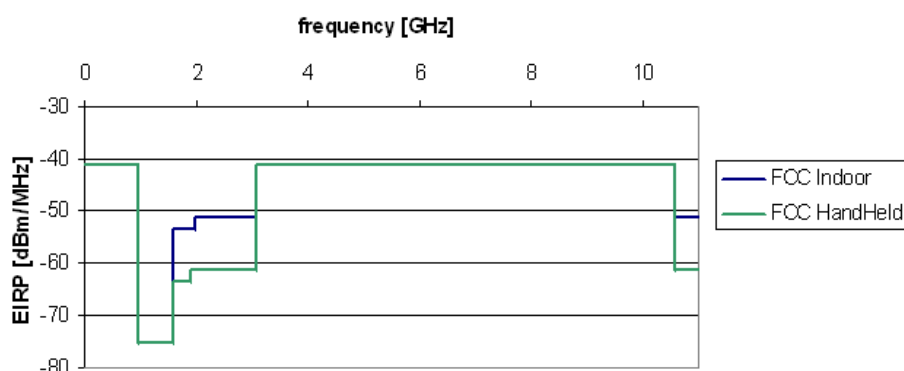 frequency [GHz]
0 2 4 6 8 10
-30
-40
-50
-60
-70
-80
EIRP [dBm/MHz]
FCC Indoor
FCC HandHeld